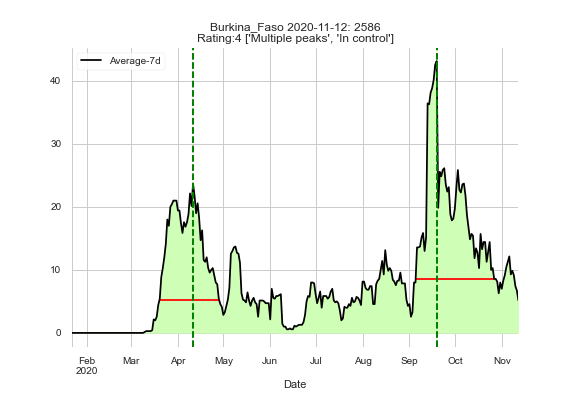 Burkina_Faso 2020-11-12: 2586
Rating:4 ['Multiple peaks', 'In control']
Average-7d
40
30
20
10
0
Feb Mar Apr May Jun Jul Aug Sep Oct Nov
2020
Date